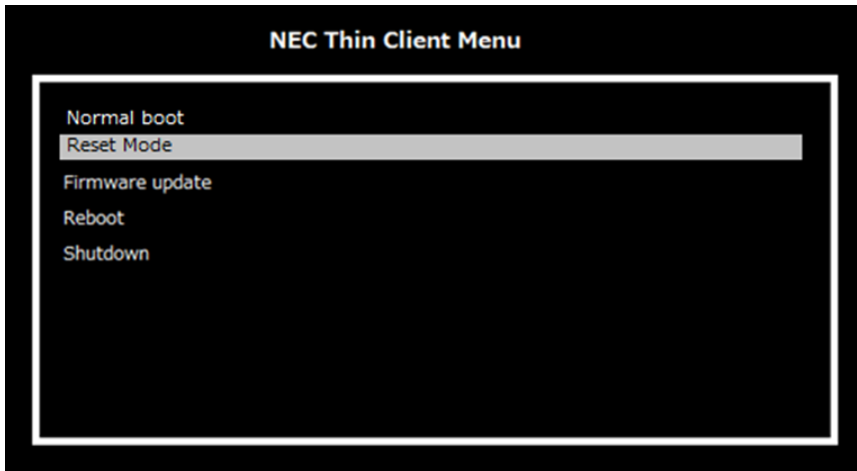 NEC Thin Client Menu
Normal boot
Reset Mode
Firmware update
Reboot
Shutdown